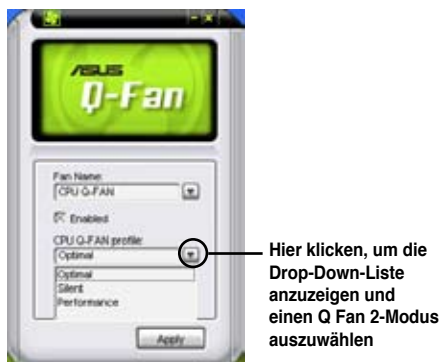 ASUS
Q-Fan
Fan Name:
CPU Q-FAN
Enabled
CPU Q-FAN profile:
Optimal
Optimal
Silent
Performance
Apply
Hier klicken, um die
Drop-Down-Liste
anzuzeigen und
einen Q Fan 2-Modus
auszuwählen